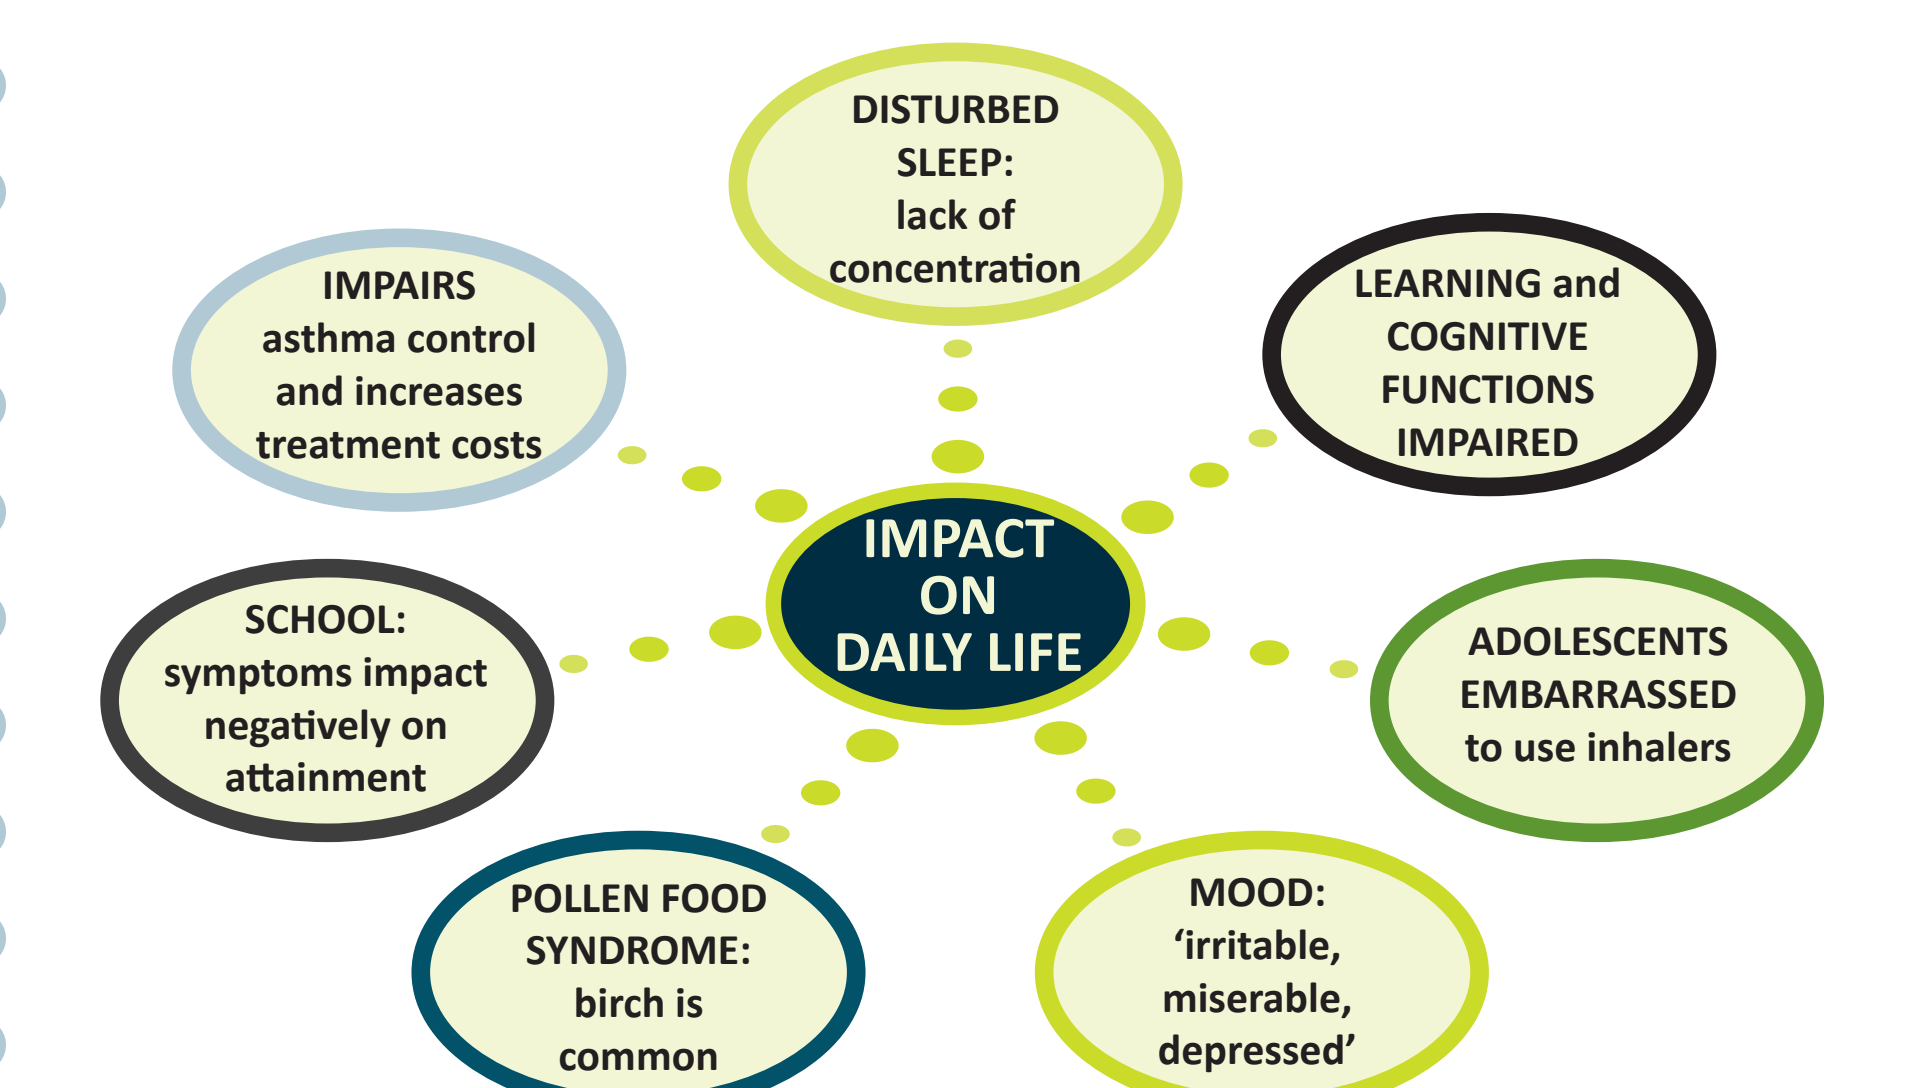 DISTURBED
SLEEP:
lack of
concentration
LEARNING and
COGNITIVE
FUNCTIONS
IMPAIRED
IMPAIRS
asthma control
and increases
treatment costs
IMPACT
ON
DAILY LIFE
ADOLESCENTS
EMBARRASSED
to use inhalers
SCHOOL:
symptoms impact
negatively on
attainment
MOOD:
‘irritable,
miserable,
depressed’
POLLEN FOOD
SYNDROME:
birch is
common